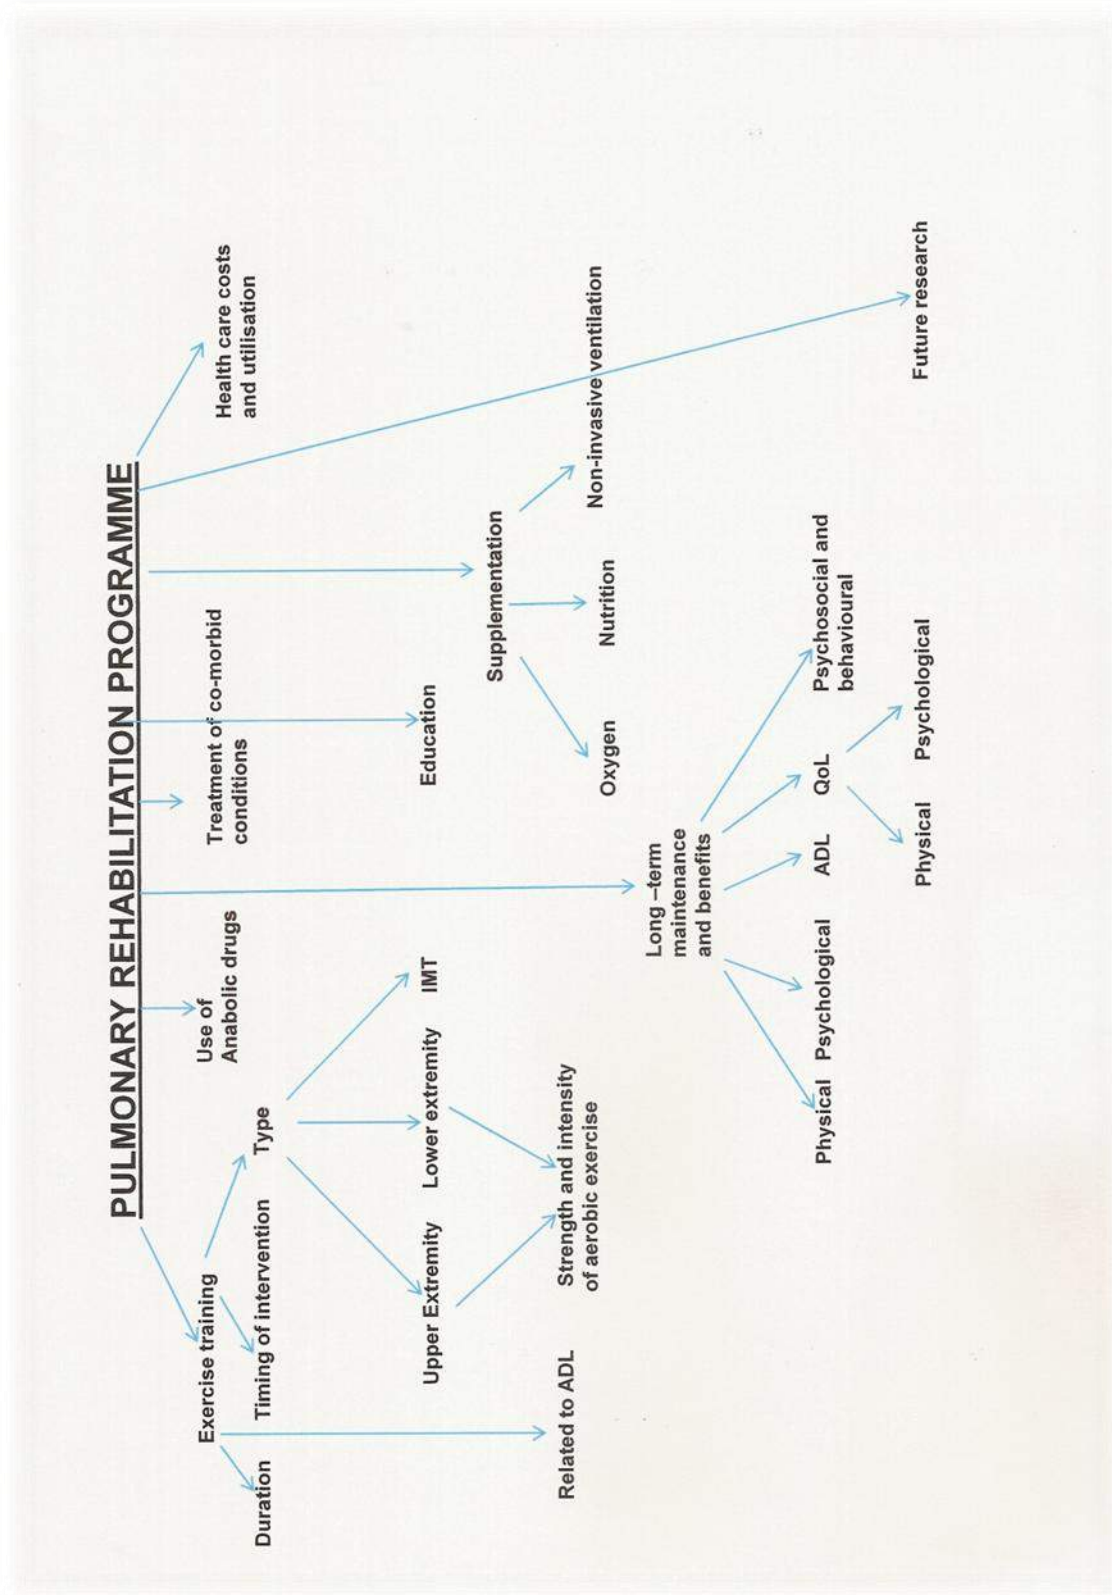 PULMONARY REHABILITATION PROGRAMME
Exercise training
Use of
Anabolic drugs
Treatment of co-morbid
conditions
Health care costs
and utilisation
Duration
Timing of intervention
Type
Upper Extremity
Lower extremity
IMT
Education
Supplementation
Related to ADL
Strength and intensity
of aerobic exercise
Oxygen
Nutrition
Non-invasive ventilation
Long –term
maintenance
and benefits
Physical
Psychological
ADL
QoL
Psychosocial and
behavioural
Physical
Psychological
Future research